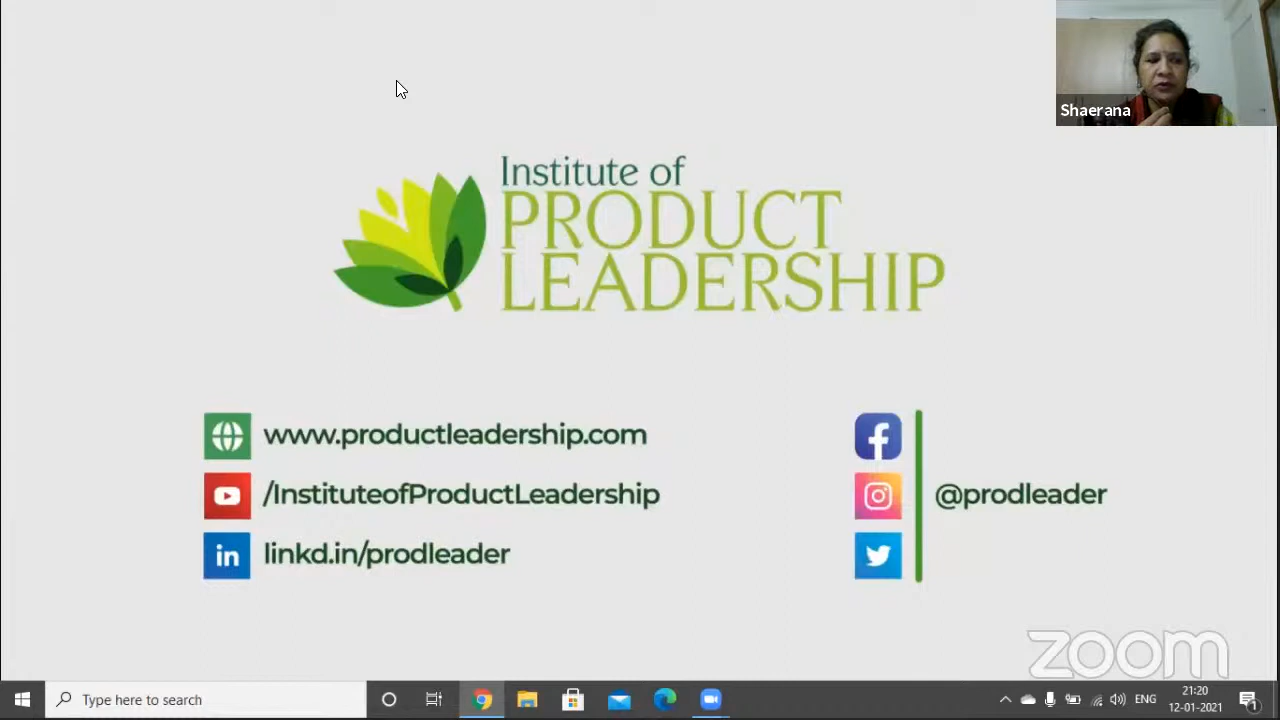 Shaerana
Institute of
PRODUCT
LEADERSHIP
www.productleadership.com
/InstituteofProductLeadership
linkd.in/prodleader
@prodleader
zoom
Type here to search
ENG
21:20
12-01-2021
1